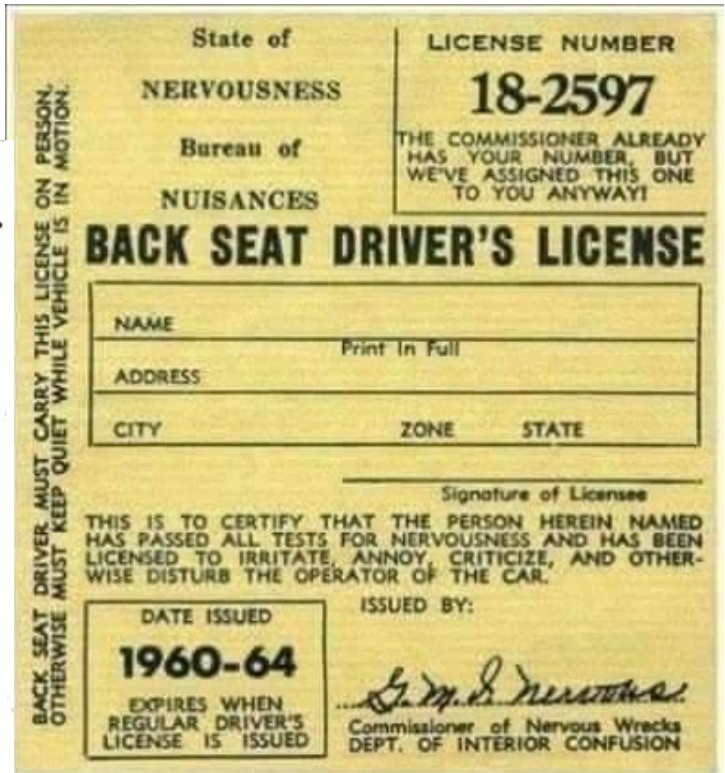 State of
NERVOUSNESS
Bureau of
NUISANCES
LICENSE NUMBER
18-2597
THE COMMISSIONER ALREADY
HAS YOUR NUMBER, BUT
WE'VE ASSIGNED THIS ONE
TO YOU ANYWAY!
BACK SEAT DRIVER'S LICENSE
NAME
Print In Full
ADDRESS
CITY ZONE STATE
Signature of Licensee
THIS IS TO CERTIFY THAT THE PERSON HEREIN NAMED
HAS PASSED ALL TESTS FOR NERVOUSNESS AND HAS BEEN
LICENSED TO IRRITATE, ANNOY, CRITICIZE, AND OTHER-
WISE DISTURB THE OPERATOR OF THE CAR.
DATE ISSUED
1960-64
EXPIRES WHEN
REGULAR DRIVER'S
LICENSE IS ISSUED
ISSUED BY:
G. M. I. Nervous
Commissioner of Nervous Wrecks
DEPT. OF INTERIOR CONFUSION
BACK SEAT DRIVER MUST CARRY THIS LICENSE ON PERSON,
OTHERWISE MUST KEEP QUIET WHILE VEHICLE IS IN MOTION.